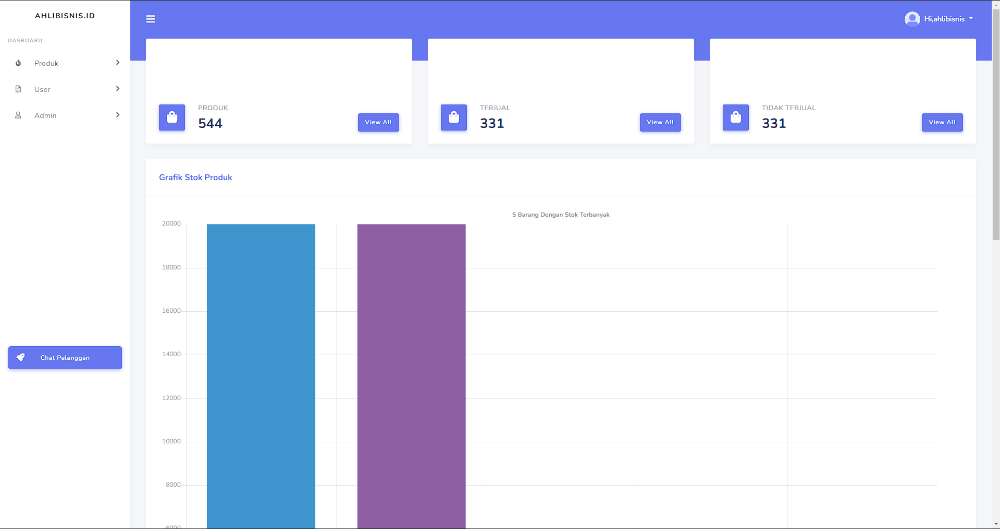 AHLIBISNIS.ID
Hi,ahlibisnis
DASHBOARD
Produk
User
Admin
Chat Pelanggan
PRODUK
544
View All
TERJUAL
331
View All
TIDAK TERJUAL
331
View All
Grafik Stok Produk
5 Barang Dengan Stok Terbanyak
20000
18000
16000
14000
12000
10000
8000
6000